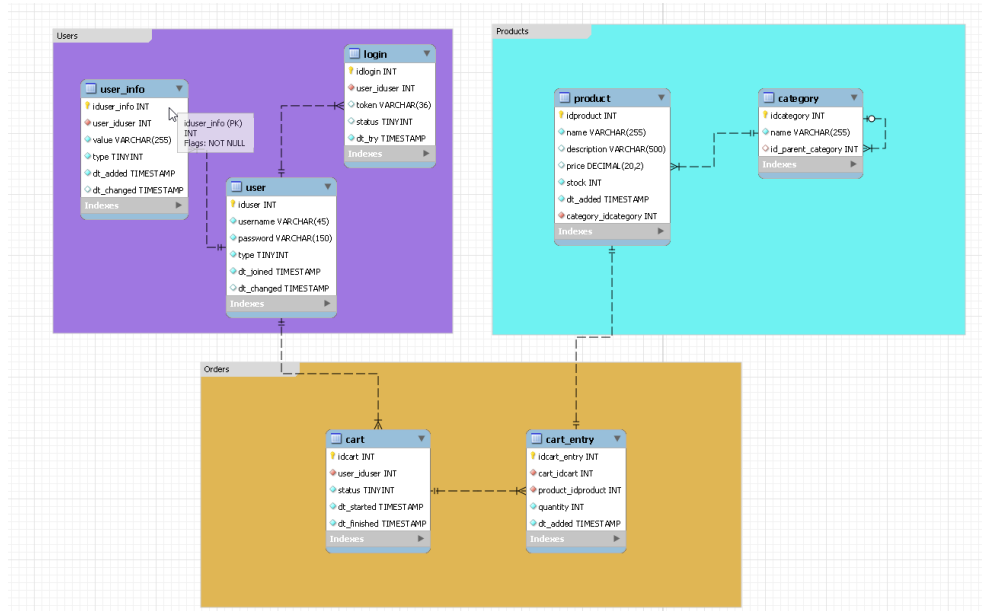 Users
user_info
iduser_info INT
user_iduser INT
value VARCHAR(255)
type TINYINT
dt_added TIMESTAMP
dt_changed TIMESTAMP
Indexes
iduser_info (PK)
INT
Flags: NOT NULL
login
idlogin INT
user_iduser INT
token VARCHAR(36)
status TINYINT
dt_try TIMESTAMP
Indexes
user
iduser INT
username VARCHAR(45)
password VARCHAR(150)
type TINYINT
dt_joined TIMESTAMP
dt_changed TIMESTAMP
Indexes
Products
product
idproduct INT
name VARCHAR(255)
description VARCHAR(500)
price DECIMAL(20,2)
stock INT
dt_added TIMESTAMP
category_idcategory INT
Indexes
category
idcategory INT
name VARCHAR(255)
id_parent_category INT
Indexes
Orders
cart
idcart INT
user_iduser INT
status TINYINT
dt_started TIMESTAMP
dt_finished TIMESTAMP
Indexes
cart_entry
idcart_entry INT
cart_idcart INT
product_idproduct INT
quantity INT
dt_added TIMESTAMP
Indexes